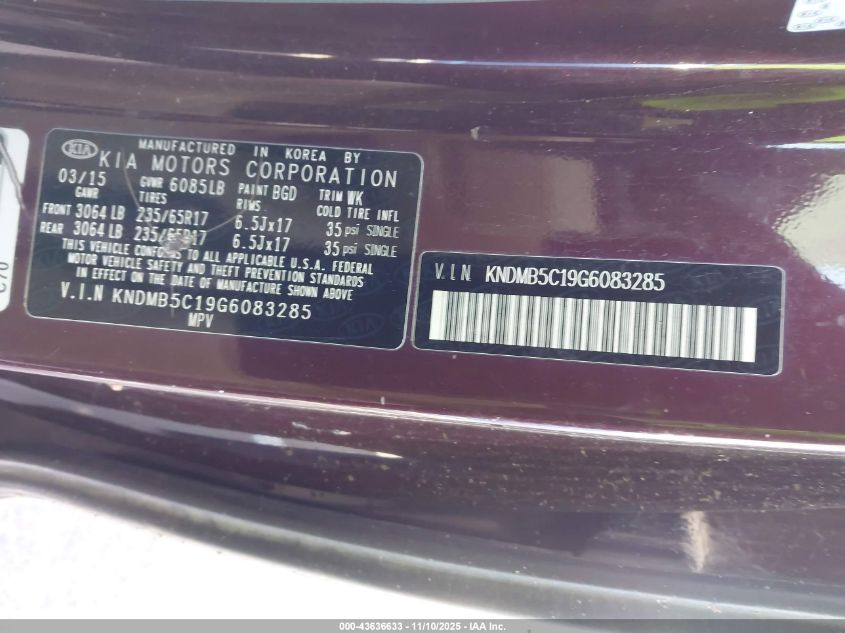 KIA
MANUFACTURED IN KOREA BY
KIA MOTORS CORPORATION
03/15 GVWR 6085LB PAINT BGD TRIM WK
GAWR TIRES RIMS COLD TIRE INFL
FRONT 3064 LB 235/65R17 6.5Jx17 35 psi SINGLE
REAR 3064 LB 235/65R17 6.5Jx17 35 psi SINGLE
THIS VEHICLE CONFORMS TO ALL APPLICABLE U.S.A. FEDERAL
MOTOR VEHICLE SAFETY AND THEFT PREVENTION STANDARDS
IN EFFECT ON THE DATE OF MANUFACTURE SHOWN ABOVE
V.I.N KNDMB5C19G6083285
MPV
V.I.N KNDMB5C19G6083285
000-43636633 — 11/10/2025 - IAA Inc.